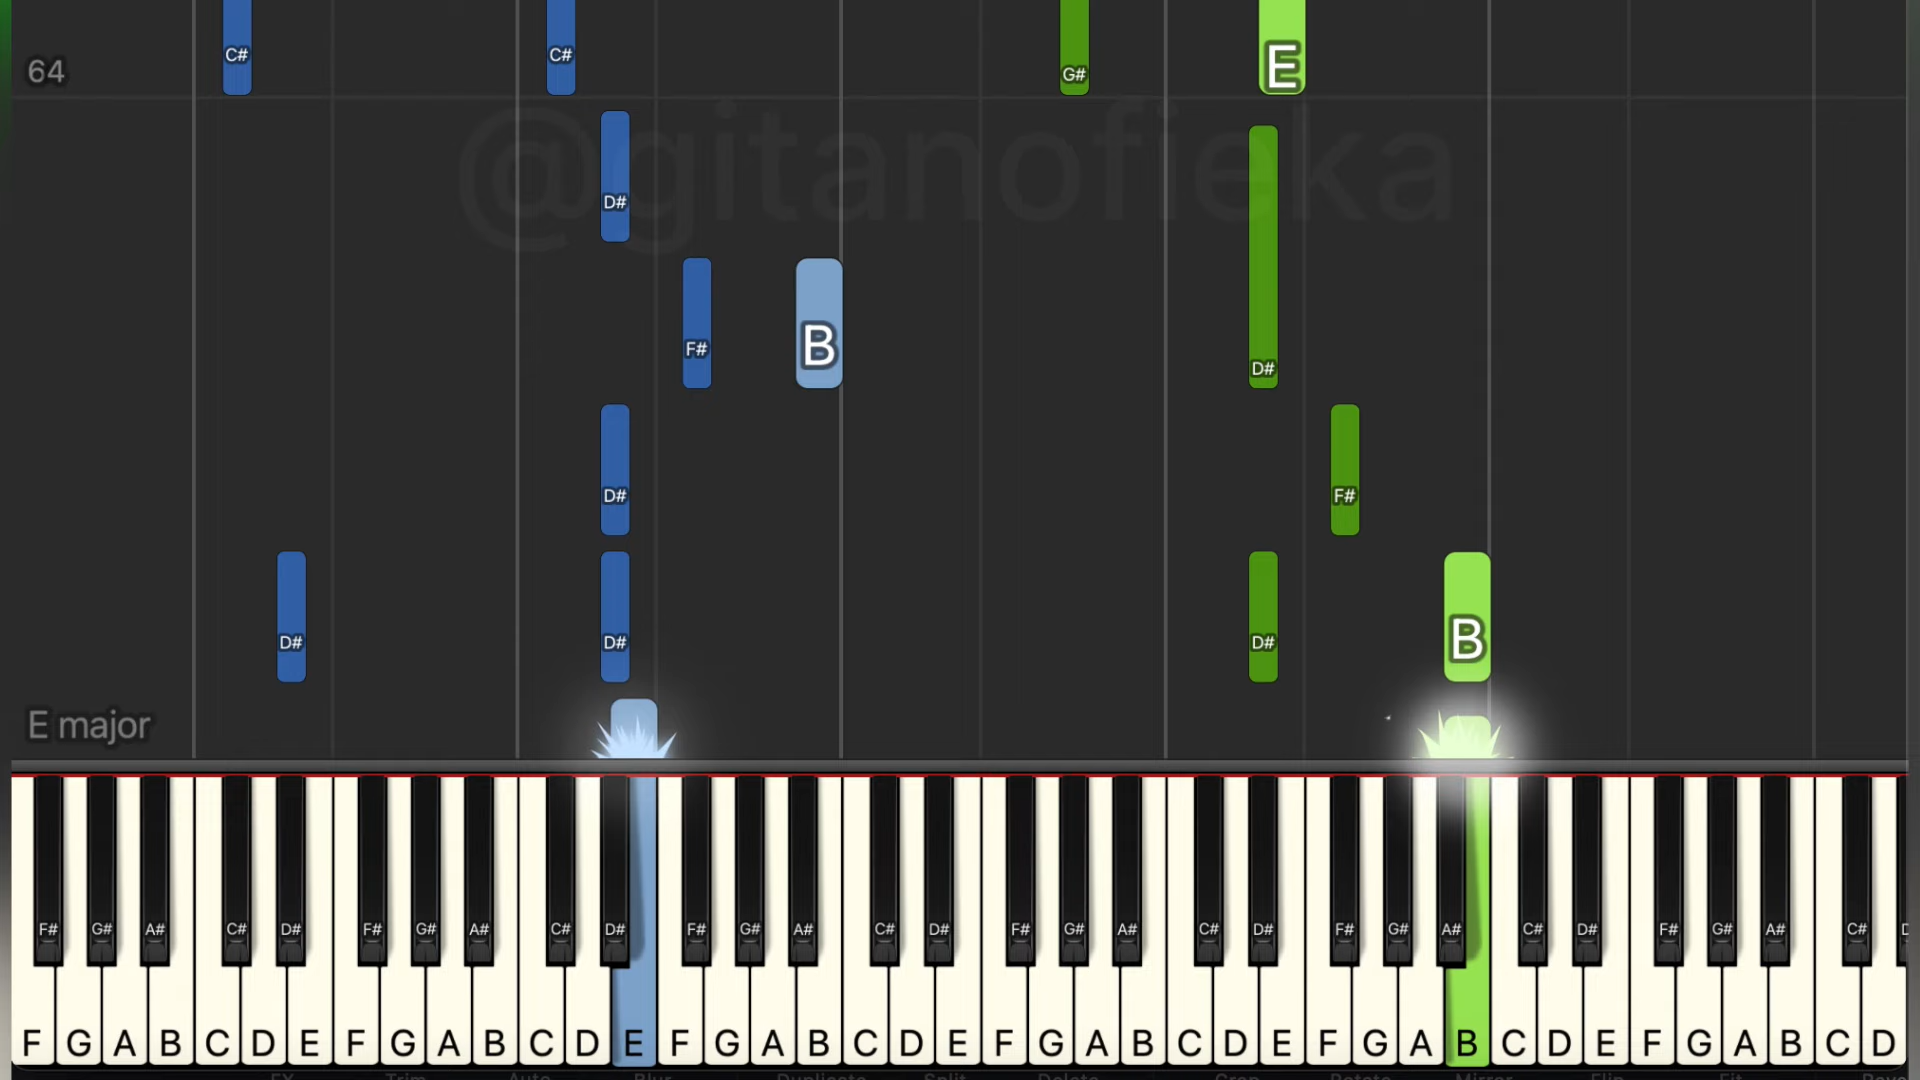 C# C# G# E
64
@gitanofieka
D#
F# B D#
D# F#
D# D# D# B
E major
F# G# A# C# D# F# G# A# C# D# F# G# A# C# D# F# G# A# C# D# F# G# A# C# D# F# G# A# C#
F G A B C D E F G A B C D E F G A B C D E F G A B C D E F G A B C D E F G A B C D